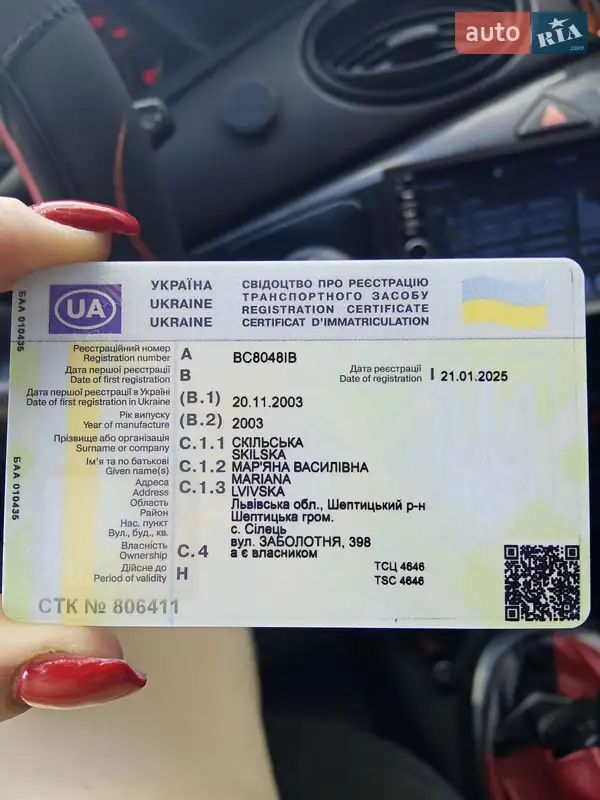 auto RIA .com
БАА 010435
UA
УКРАЇНА
UKRAINE
UKRAINE
СВІДОЦТВО ПРО РЕЄСТРАЦІЮ
ТРАНСПОРТНОГО ЗАСОБУ
REGISTRATION CERTIFICATE
CERTIFICAT D'IMMATRICULATION
Реєстраційний номер
Registration number A BC8048IB
Дата першої реєстрації
Date of first registration B
Дата реєстрації
Date of registration I 21.01.2025
Дата першої реєстрації в Україні
Date of first registration in Ukraine (B.1) 20.11.2003
Рік випуску
Year of manufacture (B.2) 2003
Прізвище або організація
Surname or company C.1.1 СКІЛЬСЬКА
SKILSKA
Ім'я та по батькові
Given name(s) C.1.2 МАР'ЯНА ВАСИЛІВНА
MARIANA
Адреса
Address C.1.3 LVIVSKA
Область Львівська обл., Шептицький р-н
Район Шептицька гром.
Нас. пункт с. Сілець
Вул., буд., кв. вул. ЗАБОЛОТНЯ, 398
Власність
Ownership C.4 а є власником
Дійсне до
Period of validity H
ТСЦ 4646
TSC 4646
СТК № 806411
БАА 010435